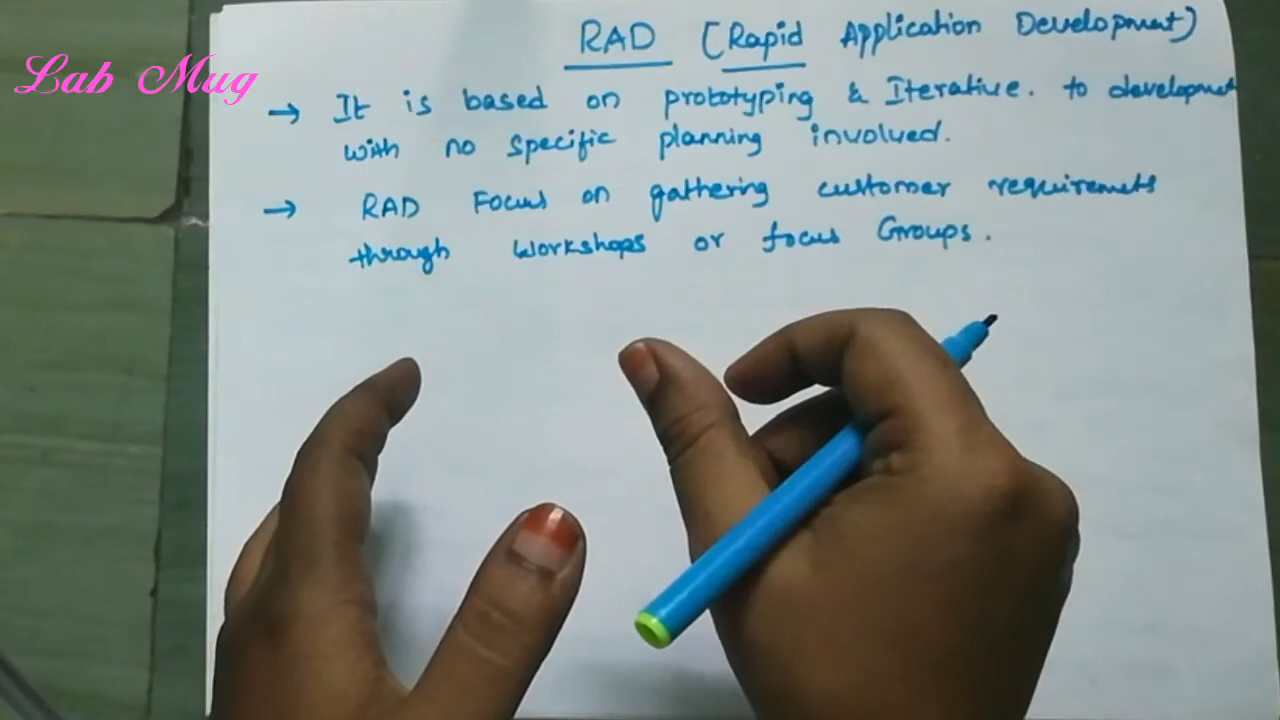 Lab Mug
RAD (Rapid Application Development)
→ It is based on prototyping & Iterative. to development
with no specific planning involved.
→ RAD Focus on gathering customer requiremets
through workshops or focus Groups.